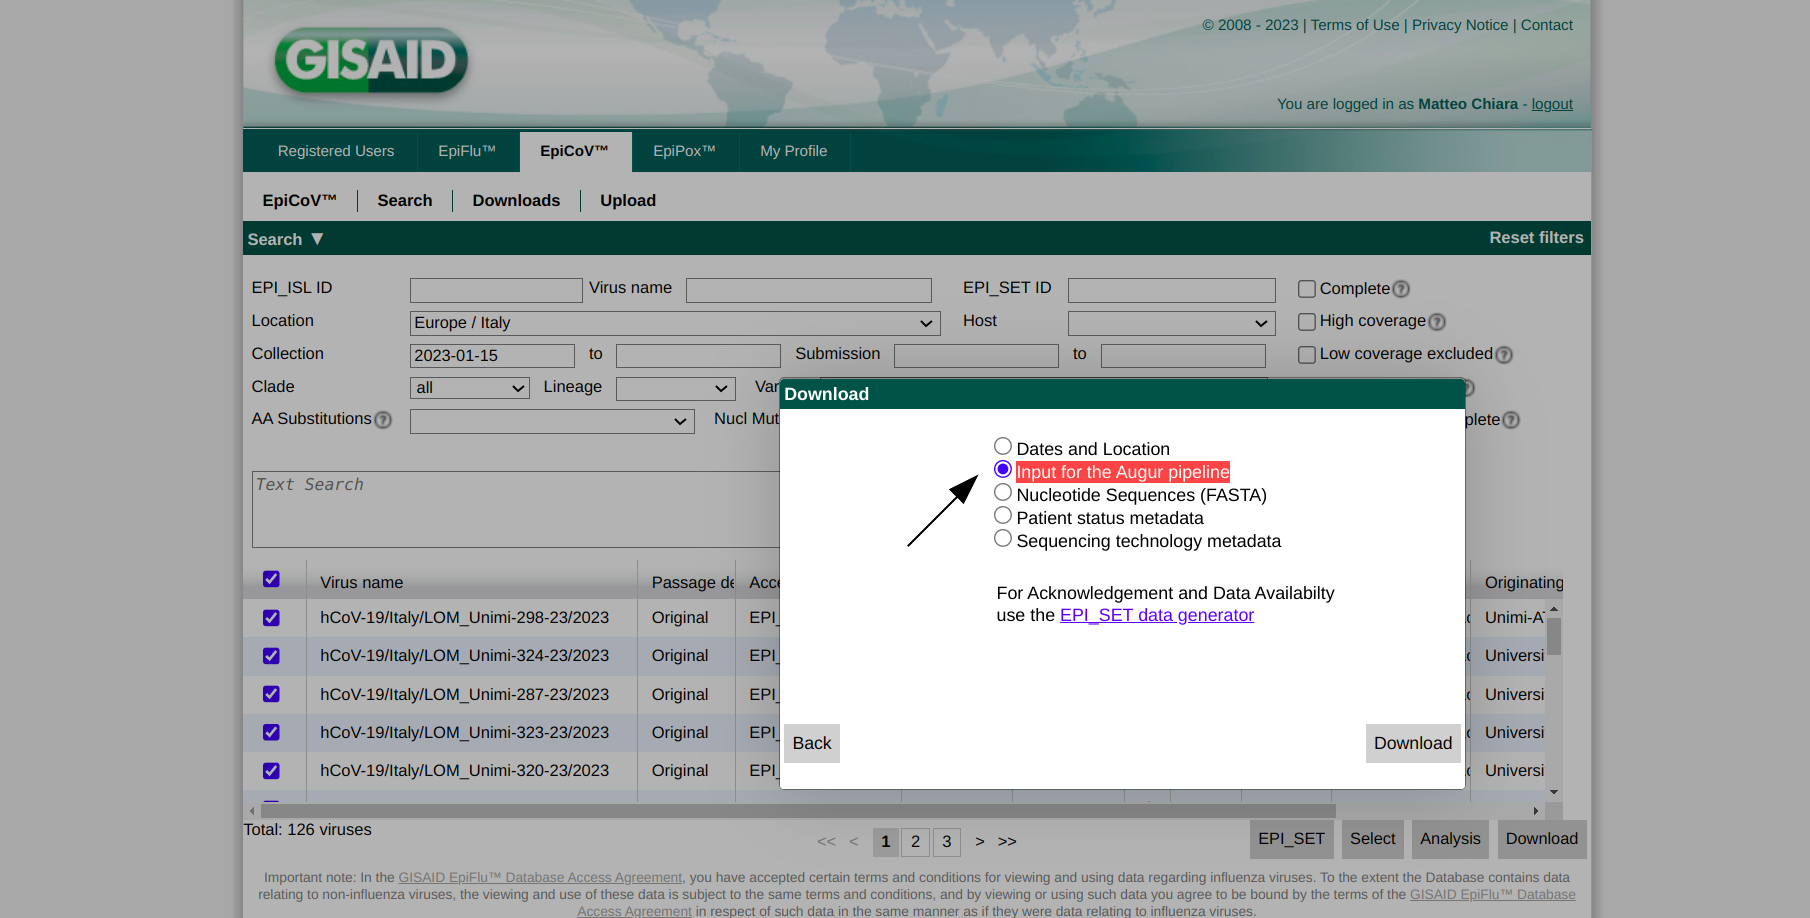 GISAID
© 2008 - 2023 | Terms of Use | Privacy Notice | Contact
You are logged in as Matteo Chiara - logout
Registered Users EpiFlu™ EpiCoV™ EpiPox™ My Profile
EpiCoV™ Search Downloads Upload
Search ▼ Reset filters
EPI_ISL ID Virus name EPI_SET ID Complete ?
Location Europe / Italy Host High coverage ?
Collection 2023-01-15 to Submission to Low coverage excluded ?
Clade all Lineage Var ?
AA Substitutions ? Nucl Mut plete ?
Text Search
Download
Dates and Location
Input for the Augur pipeline
Nucleotide Sequences (FASTA)
Patient status metadata
Sequencing technology metadata
For Acknowledgement and Data Availabilty
use the EPI_SET data generator
Back Download
Virus name Passage de Acce Originating
hCoV-19/Italy/LOM_Unimi-298-23/2023 Original EPI_ Unimi-AT
hCoV-19/Italy/LOM_Unimi-324-23/2023 Original EPI_ Universi
hCoV-19/Italy/LOM_Unimi-287-23/2023 Original EPI_ Universi
hCoV-19/Italy/LOM_Unimi-323-23/2023 Original EPI_ Universi
hCoV-19/Italy/LOM_Unimi-320-23/2023 Original EPI_ Universi
Total: 126 viruses << < 1 2 3 > >> EPI_SET Select Analysis Download
Important note: In the GISAID EpiFlu™ Database Access Agreement, you have accepted certain terms and conditions for viewing and using data regarding influenza viruses. To the extent the Database contains data
relating to non-influenza viruses, the viewing and use of these data is subject to the same terms and conditions, and by viewing or using such data you agree to be bound by the terms of the GISAID EpiFlu™ Database
Access Agreement in respect of such data in the same manner as if they were data relating to influenza viruses.